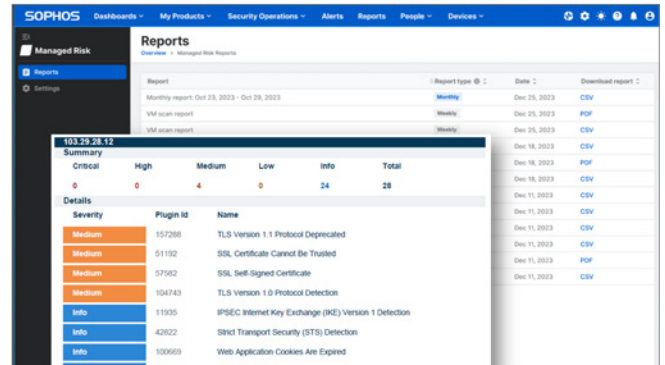 SOPHOS Dashboards My Products Security Operations Alerts Reports People Devices
Managed Risk
Reports
Settings
Reports
Overview > Managed Risk Reports
Report Report type Date Download report
Monthly report: Oct 23, 2023 - Oct 29, 2023 Monthly Dec 25, 2023 CSV
VM scan report Weekly Dec 25, 2023 PDF
VM scan report Weekly Dec 25, 2023 CSV
Dec 18, 2023 CSV
Dec 18, 2023 PDF
Dec 18, 2023 CSV
Dec 11, 2023 CSV
Dec 11, 2023 CSV
Dec 11, 2023 CSV
Dec 11, 2023 PDF
Dec 11, 2023 CSV
103.29.28.12
Summary
Critical High Medium Low Info Total
0 0 4 0 24 28
Details
Severity Plugin Id Name
Medium 157288 TLS Version 1.1 Protocol Deprecated
Medium 51192 SSL Certificate Cannot Be Trusted
Medium 57582 SSL Self-Signed Certificate
Medium 104743 TLS Version 1.0 Protocol Detection
Info 11935 IPSEC Internet Key Exchange (IKE) Version 1 Detection
Info 42822 Strict Transport Security (STS) Detection
Info 100669 Web Application Cookies Are Expired